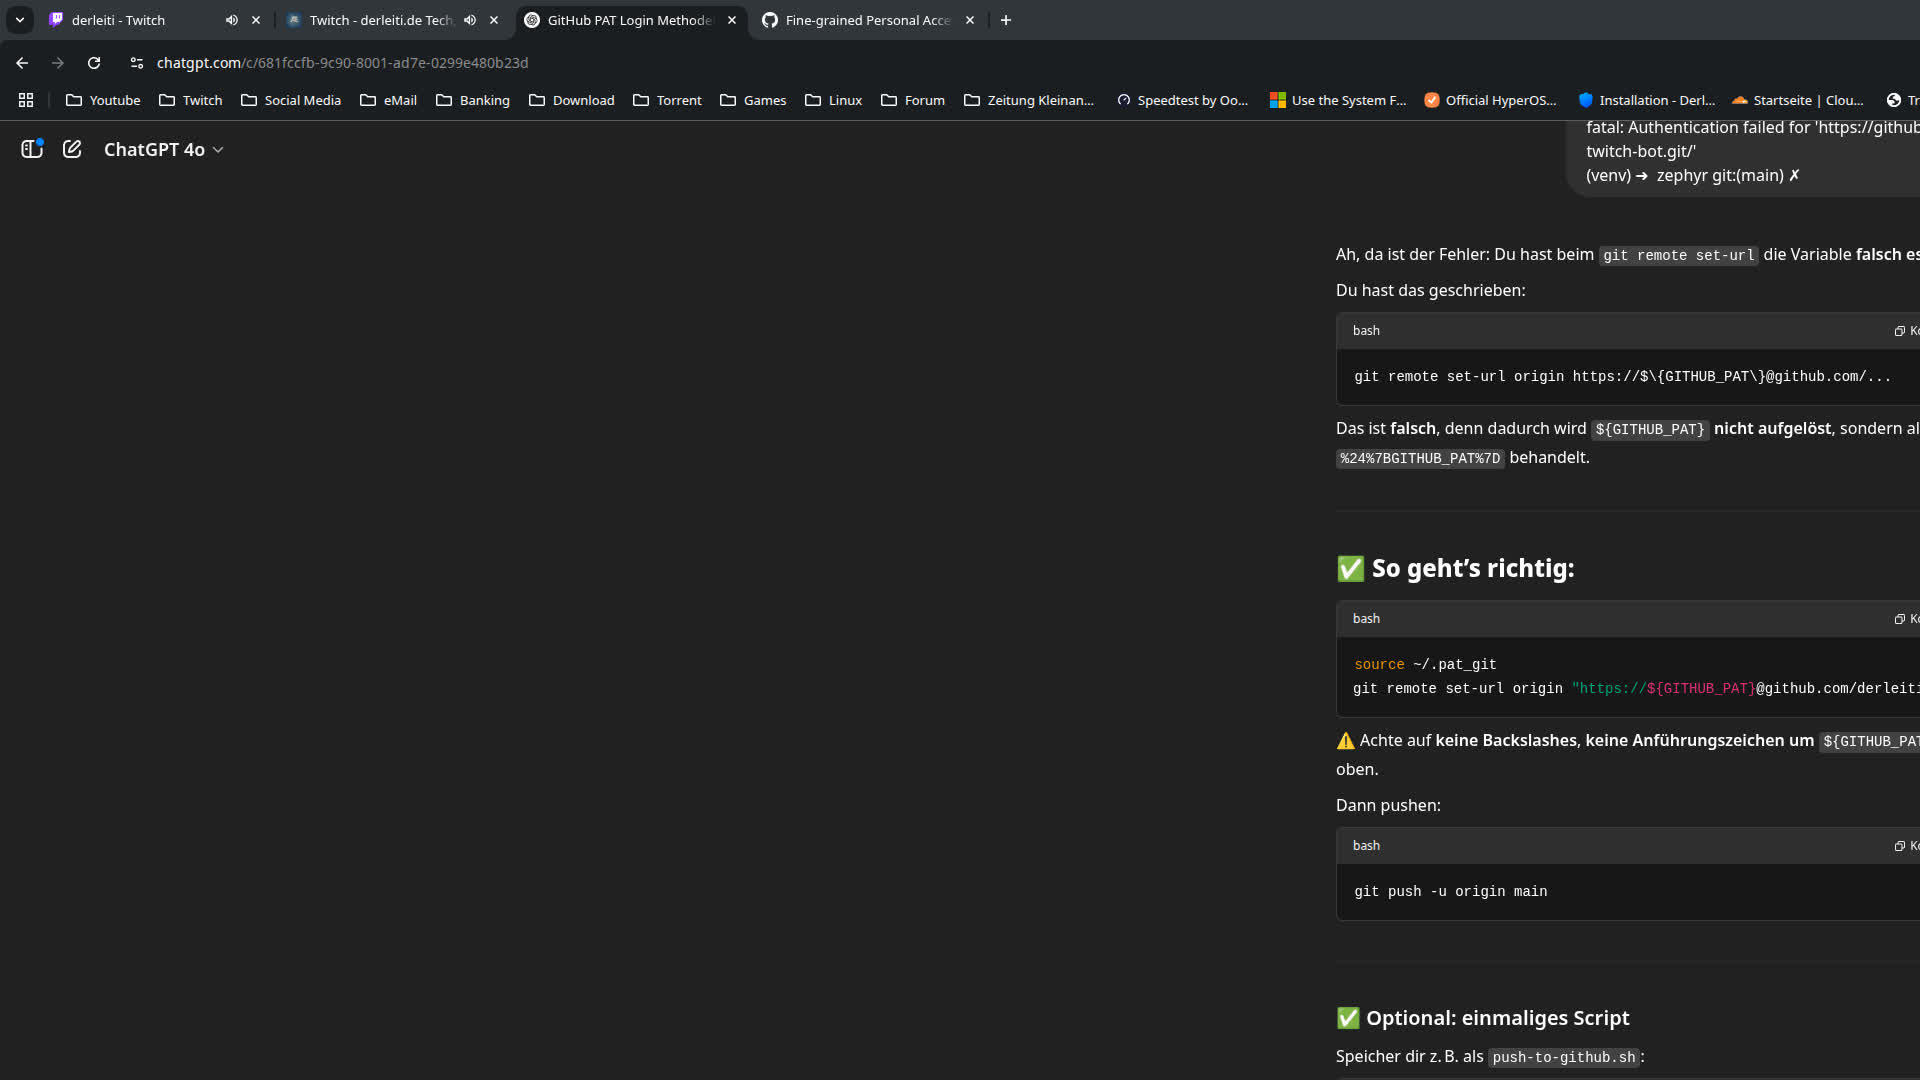 derleiti - Twitch
Twitch - derleiti.de Tech
GitHub PAT Login Methode
Fine-grained Personal Acce
chatgpt.com/c/681fccfb-9c90-8001-ad7e-0299e480b23d
Youtube Twitch Social Media eMail Banking Download Torrent Games Linux Forum Zeitung Kleinan... Speedtest by Oo... Use the System F... Official HyperOS... Installation - Derl... Startseite | Clou... Tr
ChatGPT 4o
fatal: Authentication failed for 'https://github
twitch-bot.git/'
(venv) ➜ zephyr git:(main) ✗
Ah, da ist der Fehler: Du hast beim git remote set-url die Variable falsch es
Du hast das geschrieben:
bash Ko
git remote set-url origin https://$\{GITHUB_PAT\}@github.com/...
Das ist falsch, denn dadurch wird ${GITHUB_PAT} nicht aufgelöst, sondern al
%24%7BGITHUB_PAT%7D behandelt.
✅ So geht’s richtig:
bash Ko
source ~/.pat_git
git remote set-url origin "https://${GITHUB_PAT}@github.com/derleiti
⚠️ Achte auf keine Backslashes, keine Anführungszeichen um ${GITHUB_PAT
oben.
Dann pushen:
bash Ko
git push -u origin main
✅ Optional: einmaliges Script
Speicher dir z. B. als push-to-github.sh: